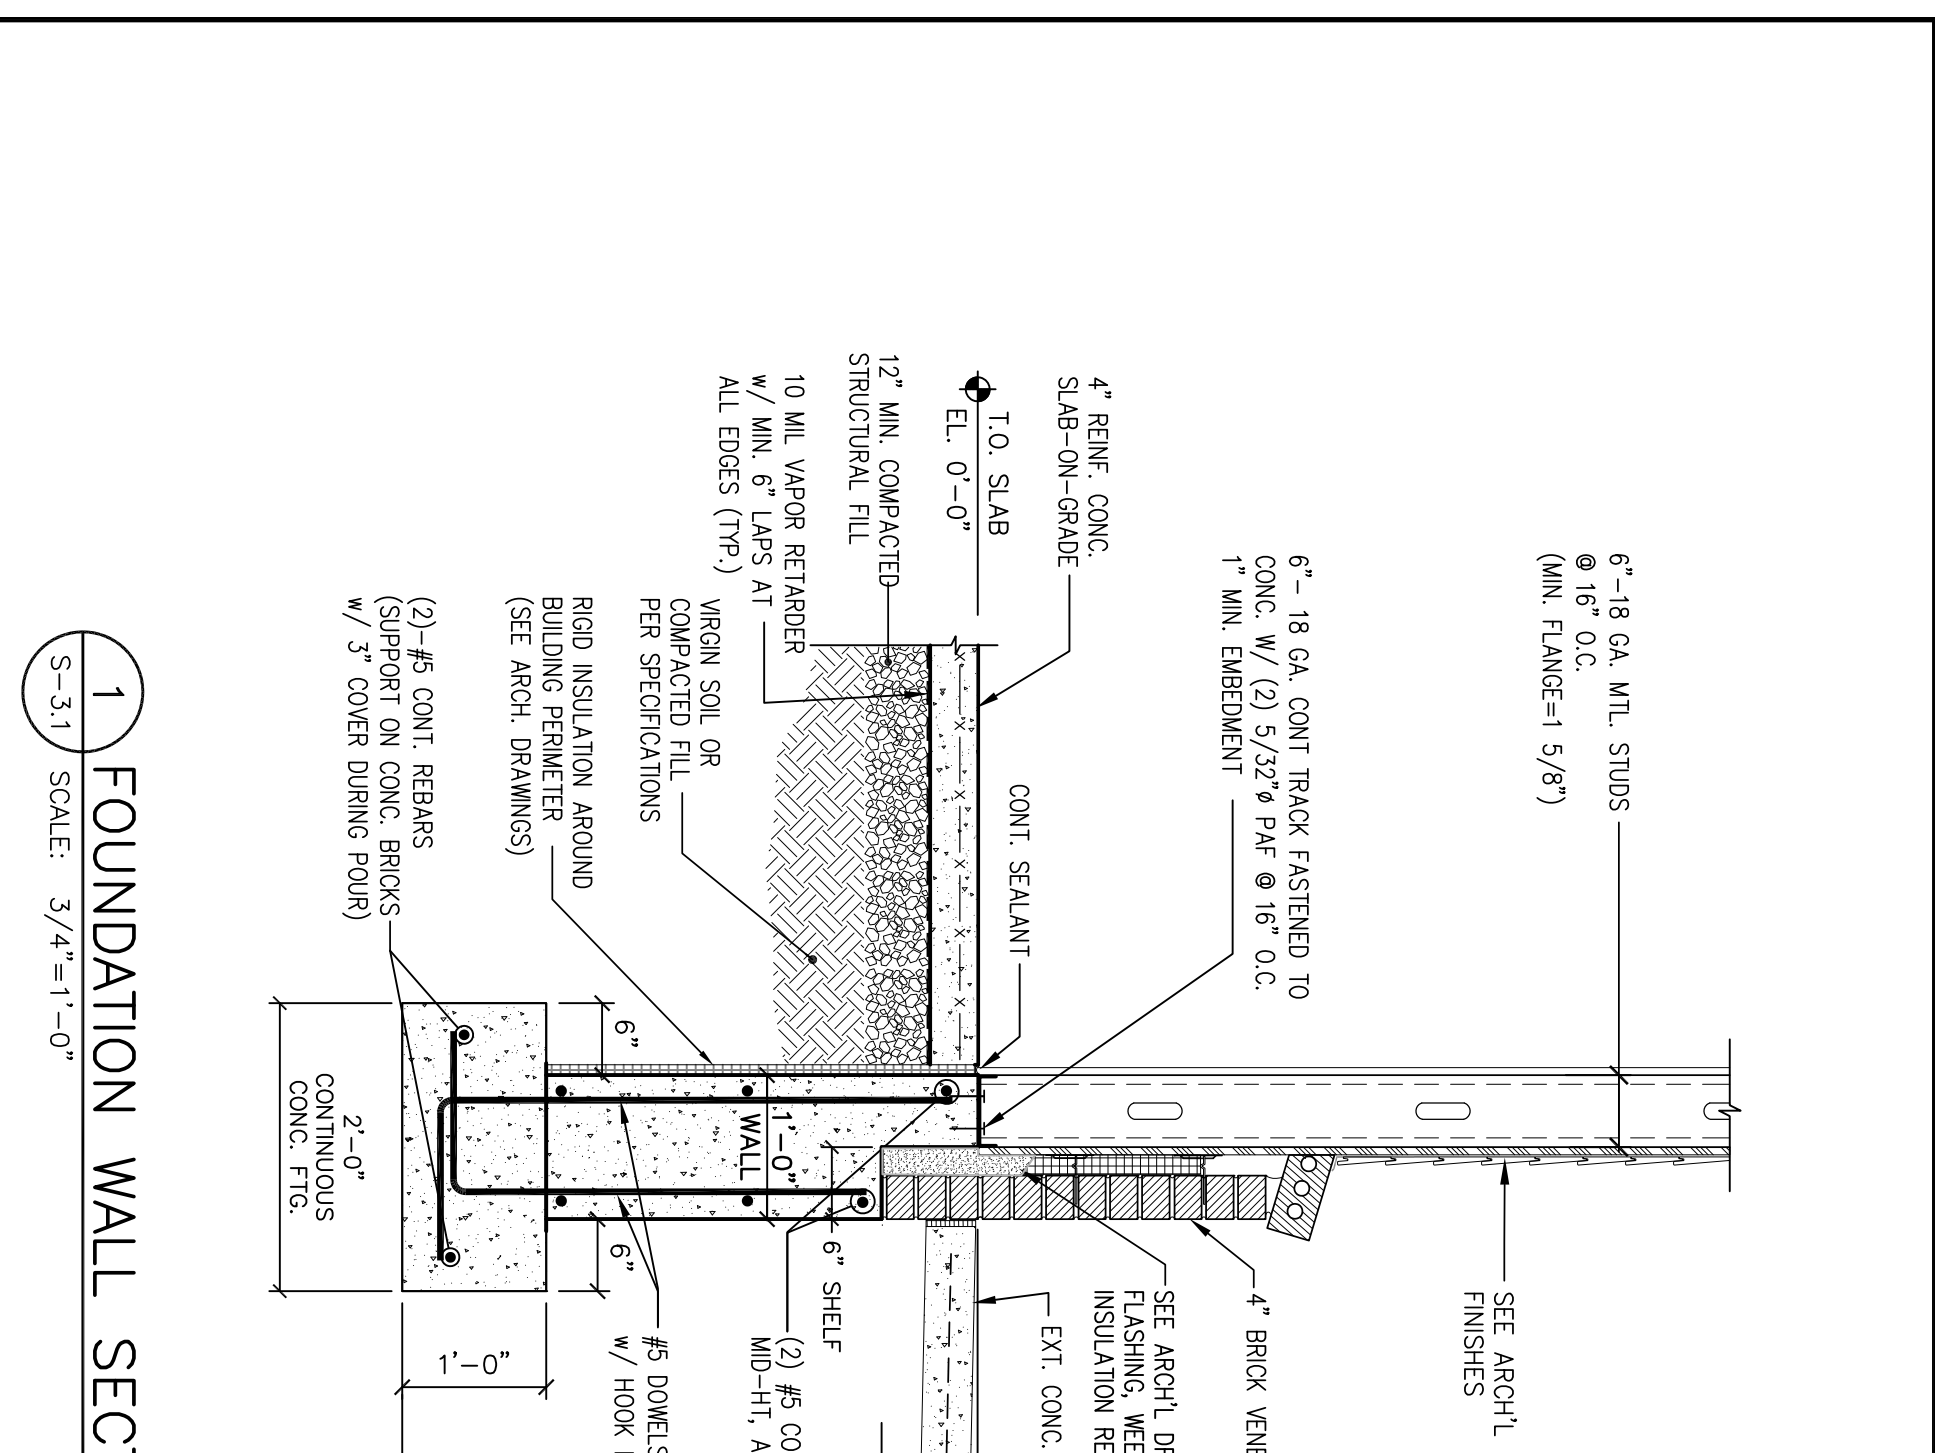 6"-18 GA. MTL. STUDS
@ 16" O.C.
(MIN. FLANGE=1 5/8")
6"- 18 GA. CONT TRACK FASTENED TO
CONC. W/ (2) 5/32"ø PAF @ 16" O.C.
1" MIN. EMBEDMENT
4" REINF. CONC.
SLAB-ON-GRADE
CONT. SEALANT
T.O. SLAB
EL. 0'-0"
12" MIN. COMPACTED
STRUCTURAL FILL
10 MIL VAPOR RETARDER
w/ MIN. 6" LAPS AT
ALL EDGES (TYP.)
VIRGIN SOIL OR
COMPACTED FILL
PER SPECIFICATIONS
RIGID INSULATION AROUND
BUILDING PERIMETER
(SEE ARCH. DRAWINGS)
(2)-#5 CONT. REBARS
(SUPPORT ON CONC. BRICKS
w/ 3" COVER DURING POUR)
SEE ARCH'L
FINISHES
4" BRICK
SEE ARCH'L
FLASHING,
INSULATION
EXT. CONC.
6" SHELF
1'-0"
WALL
(2) #5
MID-HT,
#5 DOWELS
w/ HOOK
6"
6"
1'-0"
2'-0"
CONTINUOUS
CONC. FTG.
1 FOUNDATION WALL
S-3.1 SCALE: 3/4"=1'-0"